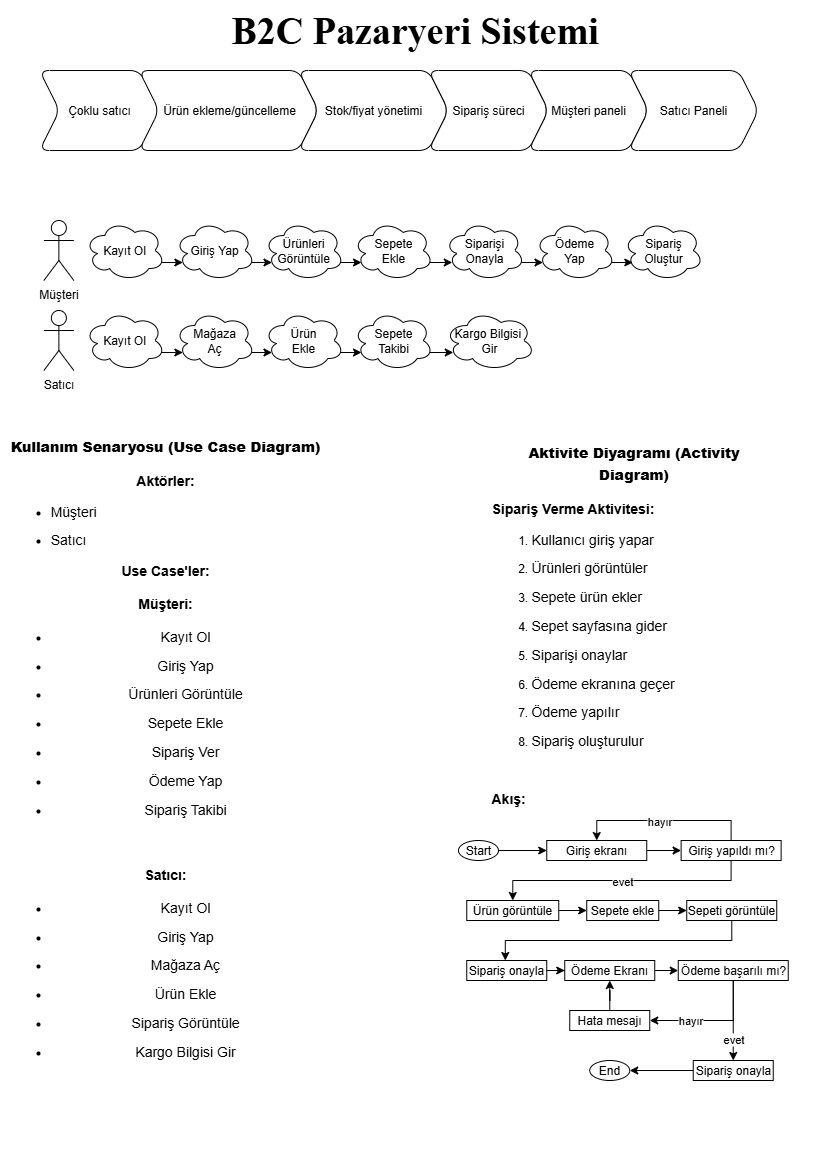 B2C Pazaryeri Sistemi
Çoklu satıcı
Ürün ekleme/güncelleme
Stok/fiyat yönetimi
Sipariş süreci
Müşteri paneli
Satıcı Paneli
Kayıt Ol
Giriş Yap
Ürünleri
Görüntüle
Sepete
Ekle
Siparişi
Onayla
Ödeme
Yap
Sipariş
Oluştur
Müşteri
Kayıt Ol
Mağaza
Aç
Ürün
Ekle
Sepete
Takibi
Kargo Bilgisi
Gir
Satıcı
Kullanım Senaryosu (Use Case Diagram)
Aktörler:
• Müşteri
• Satıcı
Use Case'ler:
Müşteri:
• Kayıt Ol
• Giriş Yap
• Ürünleri Görüntüle
• Sepete Ekle
• Sipariş Ver
• Ödeme Yap
• Sipariş Takibi
Satıcı:
• Kayıt Ol
• Giriş Yap
• Mağaza Aç
• Ürün Ekle
• Sipariş Görüntüle
• Kargo Bilgisi Gir
Aktivite Diyagramı (Activity
Diagram)
Sipariş Verme Aktivitesi:
1. Kullanıcı giriş yapar
2. Ürünleri görüntüler
3. Sepete ürün ekler
4. Sepet sayfasına gider
5. Siparişi onaylar
6. Ödeme ekranına geçer
7. Ödeme yapılır
8. Sipariş oluşturulur
Akış:
hayır
Start
Giriş ekranı
Giriş yapıldı mı?
evet
Ürün görüntüle
Sepete ekle
Sepeti görüntüle
Sipariş onayla
Ödeme Ekranı
Ödeme başarılı mı?
Hata mesajı
hayır
evet
End
Sipariş onayla